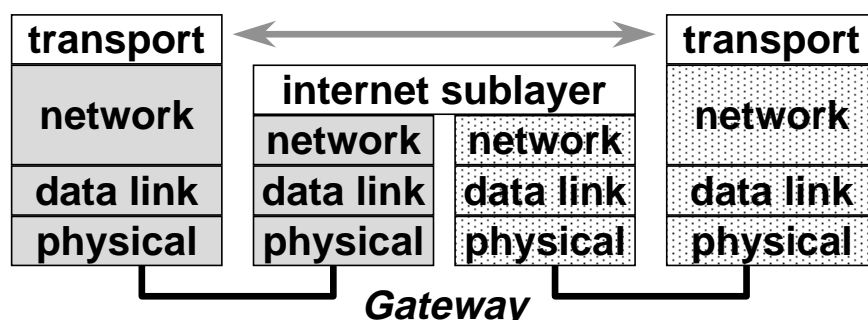 transport
transport
network
internet sublayer
network
network
network
data link
data link
data link
data link
physical
physical
physical
physical
Gateway